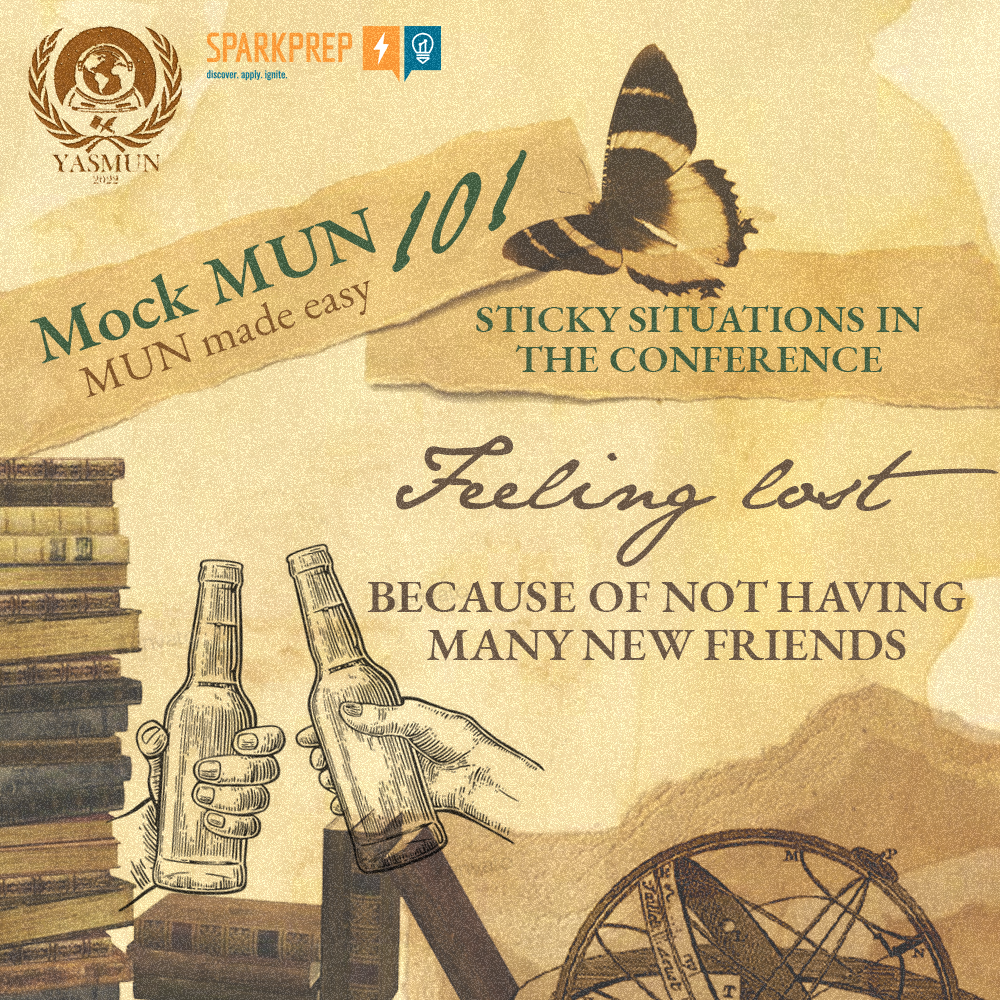 SPARKPREP
discover. apply. ignite.
YASMUN
2022
Mock MUN 101
MUN made easy
STICKY SITUATIONS IN
THE CONFERENCE
Feeling lost
BECAUSE OF NOT HAVING
MANY NEW FRIENDS
M
P